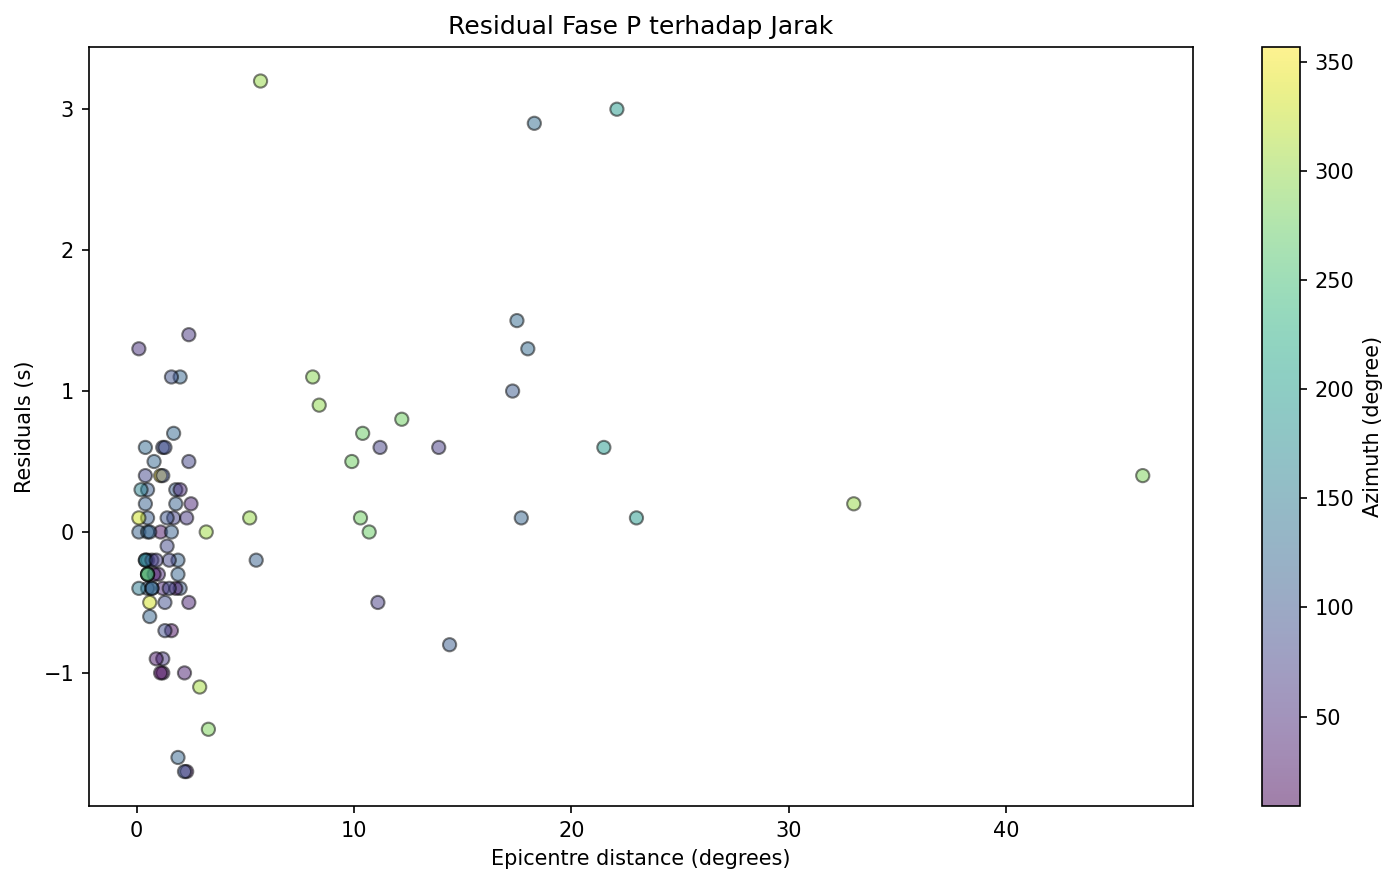 Residual Fase P terhadap Jarak
Residuals (s)
3
2
1
0
−1
0 10 20 30 40
Epicentre distance (degrees)
350
300
250
200
150
100
50
Azimuth (degree)